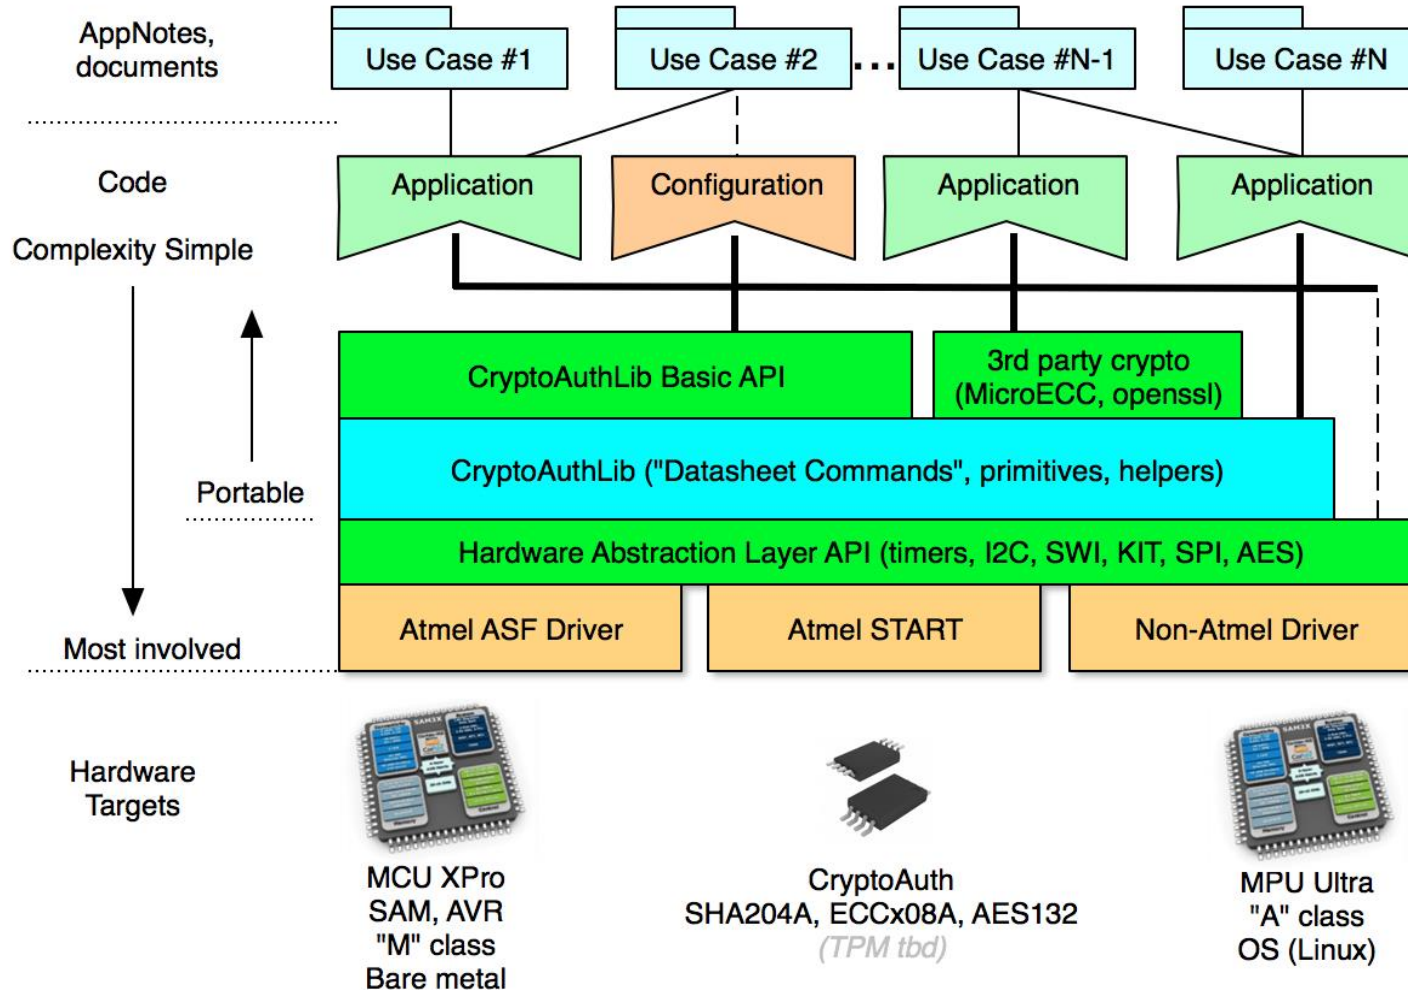 AppNotes,
documents
Use Case #1
Use Case #2
...
Use Case #N-1
Use Case #N
Code
Application
Configuration
Application
Application
Complexity Simple
CryptoAuthLib Basic API
3rd party crypto
(MicroECC, openssl)
CryptoAuthLib ("Datasheet Commands", primitives, helpers)
Portable
Hardware Abstraction Layer API (timers, I2C, SWI, KIT, SPI, AES)
Atmel ASF Driver
Atmel START
Non-Atmel Driver
Most involved
Hardware
Targets
SAM3X
MCU XPro
SAM, AVR
"M" class
Bare metal
CryptoAuth
SHA204A, ECCx08A, AES132
(TPM tbd)
MPU Ultra
"A" class
OS (Linux)